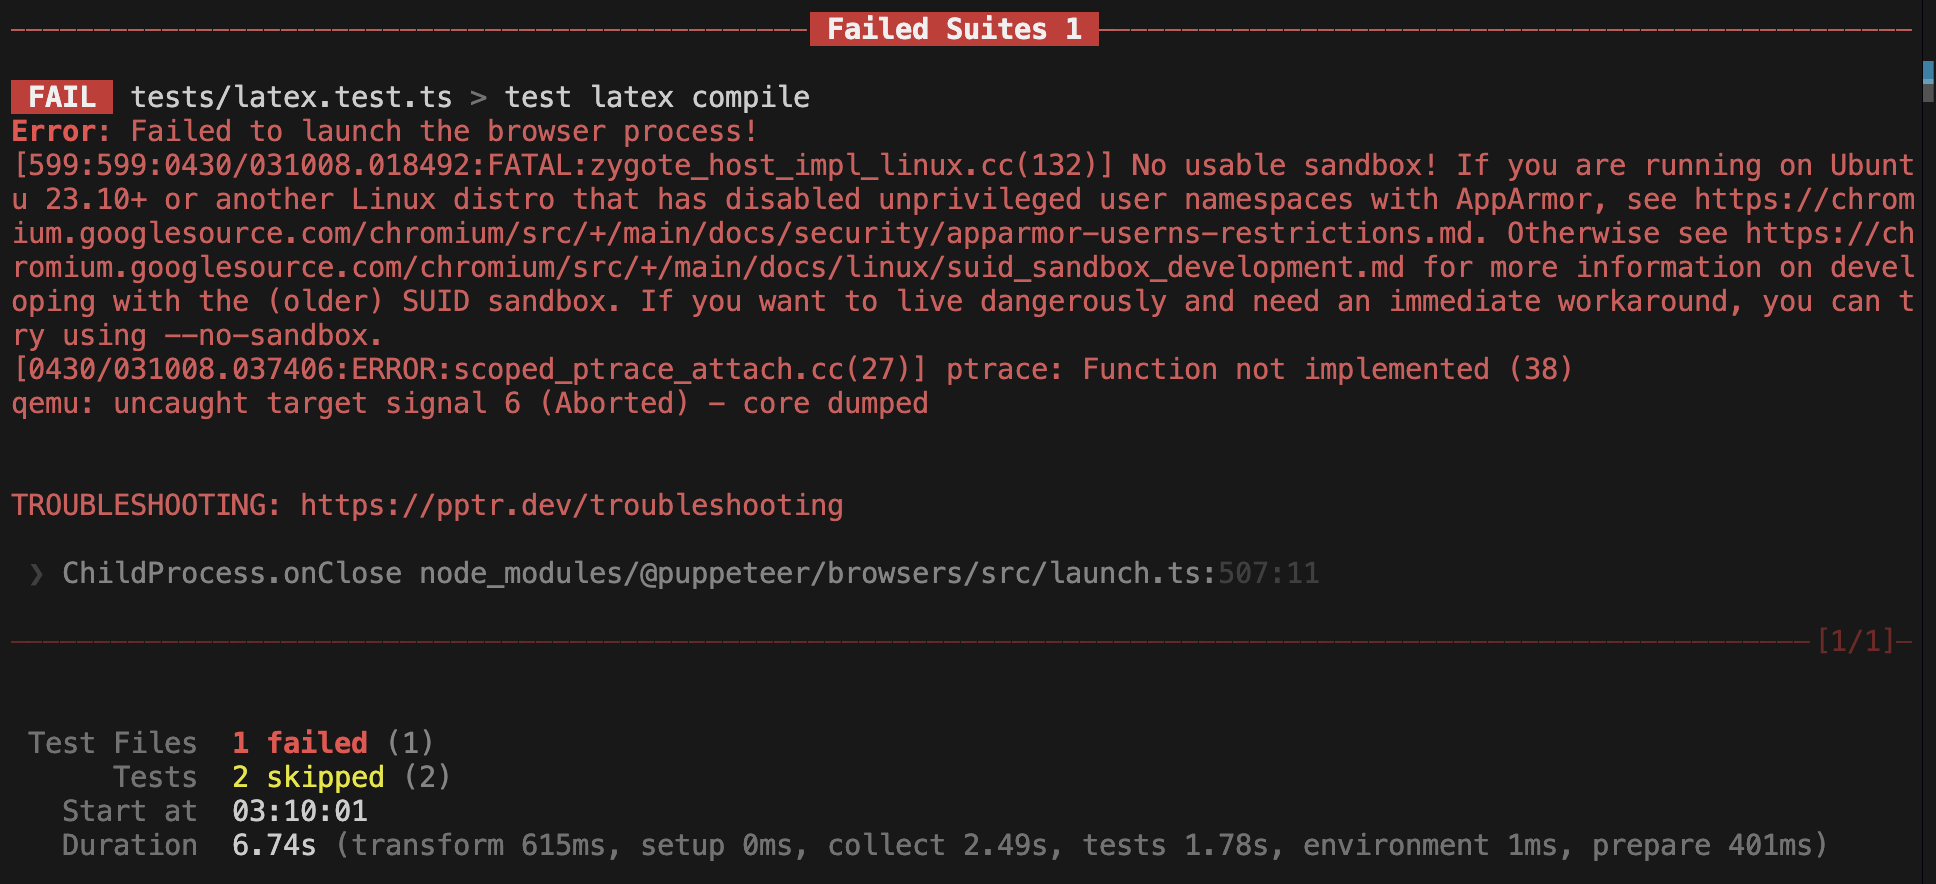 Failed Suites 1
FAIL tests/latex.test.ts > test latex compile
Error: Failed to launch the browser process!
[599:599:0430/031008.018492:FATAL:zygote_host_impl_linux.cc(132)] No usable sandbox! If you are running on Ubunt
u 23.10+ or another Linux distro that has disabled unprivileged user namespaces with AppArmor, see https://chrom
ium.googlesource.com/chromium/src/+/main/docs/security/apparmor-userns-restrictions.md. Otherwise see https://ch
romium.googlesource.com/chromium/src/+/main/docs/linux/suid_sandbox_development.md for more information on devel
oping with the (older) SUID sandbox. If you want to live dangerously and need an immediate workaround, you can t
ry using --no-sandbox.
[0430/031008.037406:ERROR:scoped_ptrace_attach.cc(27)] ptrace: Function not implemented (38)
qemu: uncaught target signal 6 (Aborted) - core dumped
TROUBLESHOOTING: https://pptr.dev/troubleshooting
❯ ChildProcess.onClose node_modules/@puppeteer/browsers/src/launch.ts:507:11
[1/1]
Test Files 1 failed (1)
Tests 2 skipped (2)
Start at 03:10:01
Duration 6.74s (transform 615ms, setup 0ms, collect 2.49s, tests 1.78s, environment 1ms, prepare 401ms)